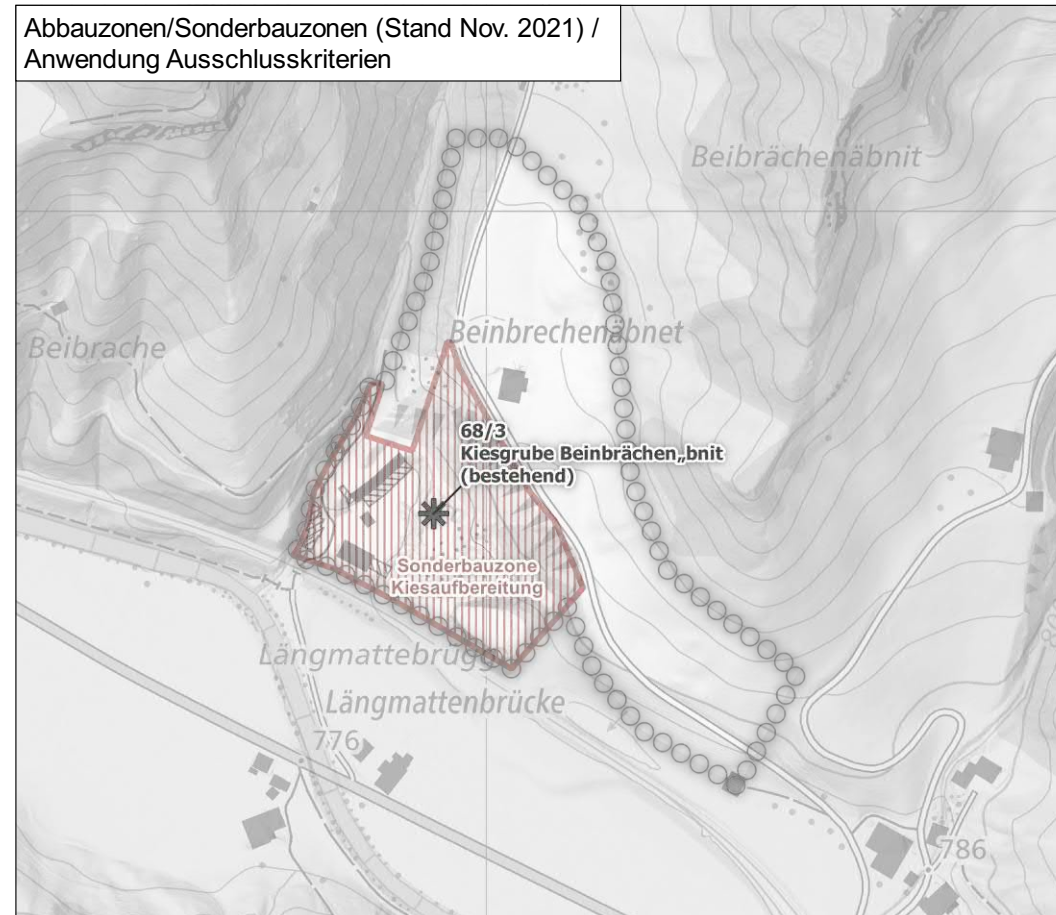 Abbauzonen/Sonderbauzonen (Stand Nov. 2021) /
Anwendung Ausschlusskriterien
Beibrächenäbnit
Beinbrechenäbnet
Beibrache
68/3
Kiesgrube Beinbrächen„bnit
(bestehend)
Sonderbauzone
Kiesaufbereitung
Längmattebrügg
Längmattenbrücke
776
786